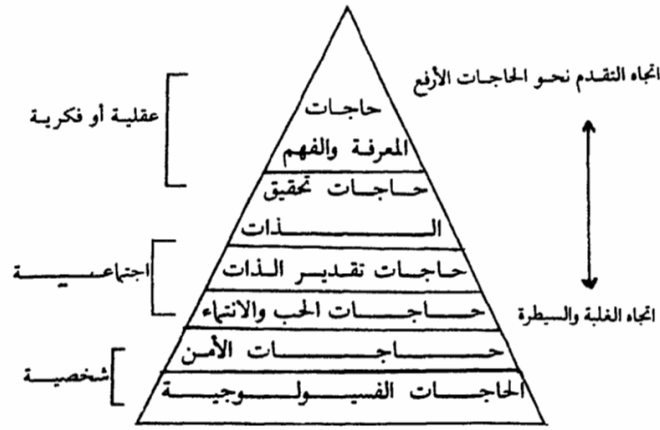 اتجاه التقدم نحو الحاجات الأرفع
حاجات
عقلية أو فكرية
المعرفة والفهم
حاجات تحقيق
الذات
حاجات تقدير الذات
اجتماعية
حاجات الحب والانتماء
اتجاه الغلبة والسيطرة
حاجات الأمن
شخصية
الحاجات الفسيولوجية